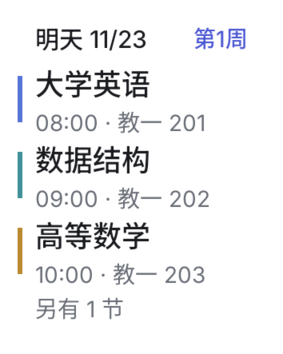 明天 11/23 第1周
大学英语
08:00 · 教一 201
数据结构
09:00 · 教一 202
高等数学
10:00 · 教一 203
另有 1 节